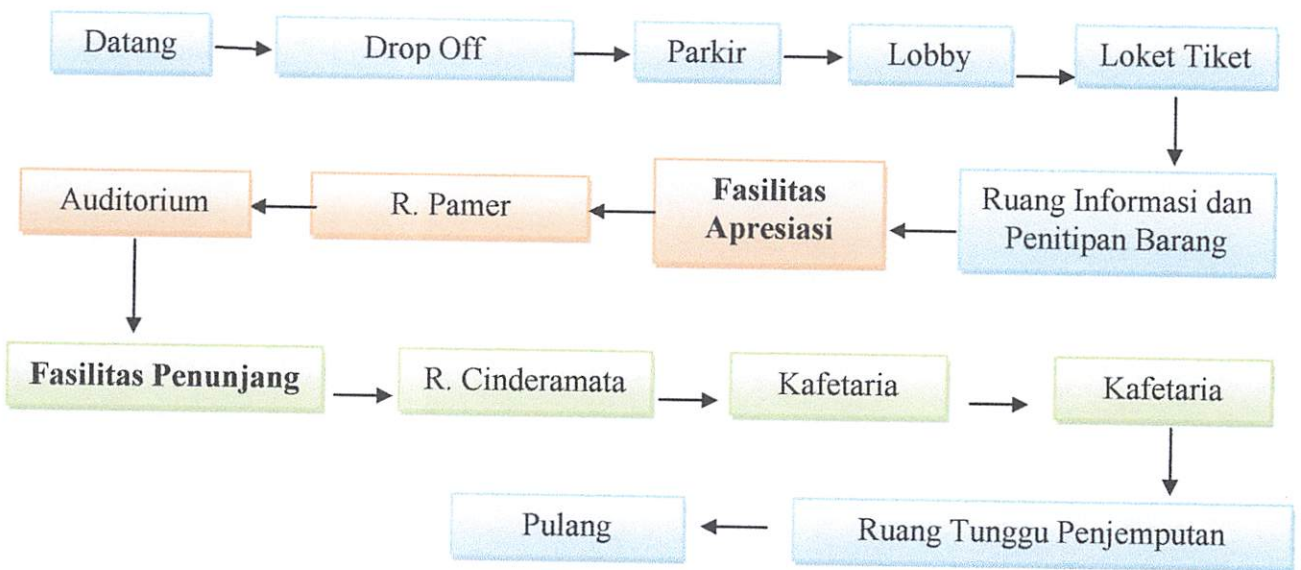 Datang
Drop Off
Parkir
Lobby
Loket Tiket
Ruang Informasi dan
Penitipan Barang
Fasilitas
Apresiasi
R. Pamer
Auditorium
Fasilitas Penunjang
R. Cinderamata
Kafetaria
Kafetaria
Ruang Tunggu Penjemputan
Pulang